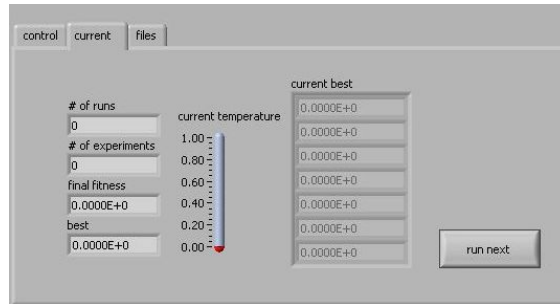 control current files
current best
# of runs
0
current temperature
# of experiments
0
final fitness
0.0000E+0
best
0.0000E+0
1.00
0.80
0.60
0.40
0.20
0.00
0.0000E+0
0.0000E+0
0.0000E+0
0.0000E+0
0.0000E+0
0.0000E+0
0.0000E+0
run next